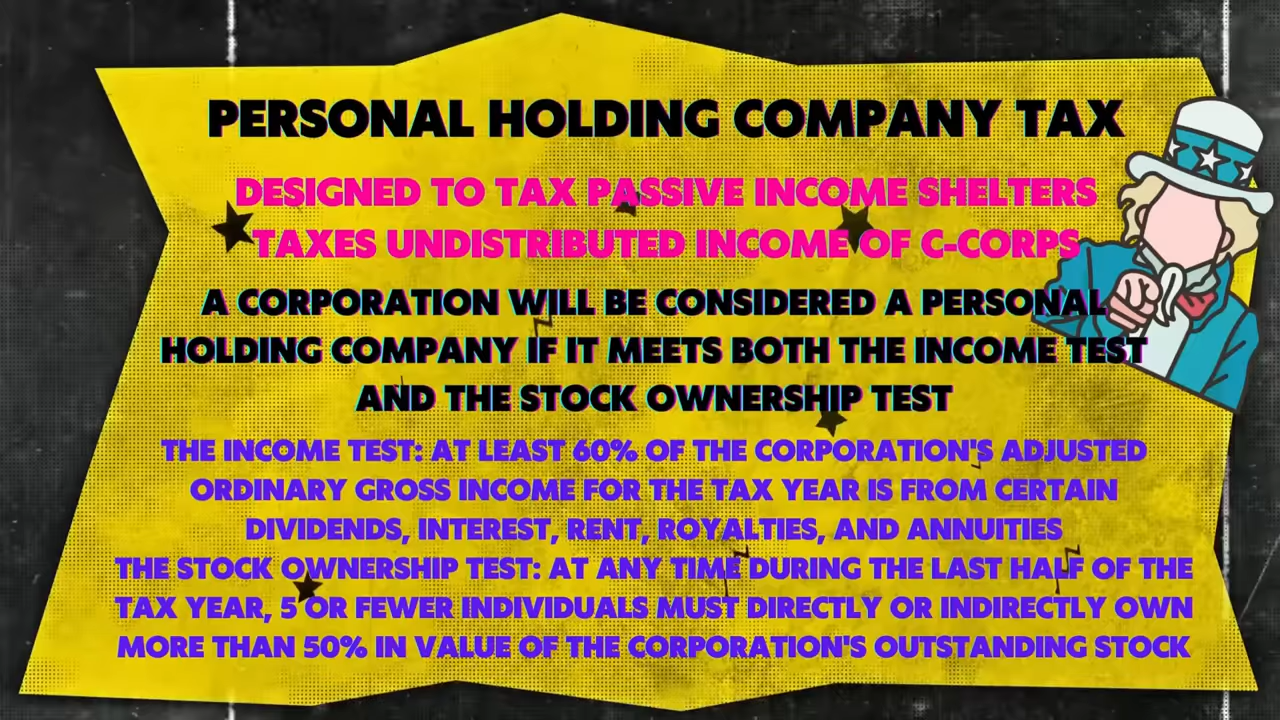 PERSONAL HOLDING COMPANY TAX
DESIGNED TO TAX PASSIVE INCOME SHELTERS
TAXES UNDISTRIBUTED INCOME OF C-CORPS
A CORPORATION WILL BE CONSIDERED A PERSONAL
HOLDING COMPANY IF IT MEETS BOTH THE INCOME TEST
AND THE STOCK OWNERSHIP TEST
THE INCOME TEST: AT LEAST 60% OF THE CORPORATION'S ADJUSTED
ORDINARY GROSS INCOME FOR THE TAX YEAR IS FROM CERTAIN
DIVIDENDS, INTEREST, RENT, ROYALTIES, AND ANNUITIES
THE STOCK OWNERSHIP TEST: AT ANY TIME DURING THE LAST HALF OF THE
TAX YEAR, 5 OR FEWER INDIVIDUALS MUST DIRECTLY OR INDIRECTLY OWN
MORE THAN 50% IN VALUE OF THE CORPORATION'S OUTSTANDING STOCK